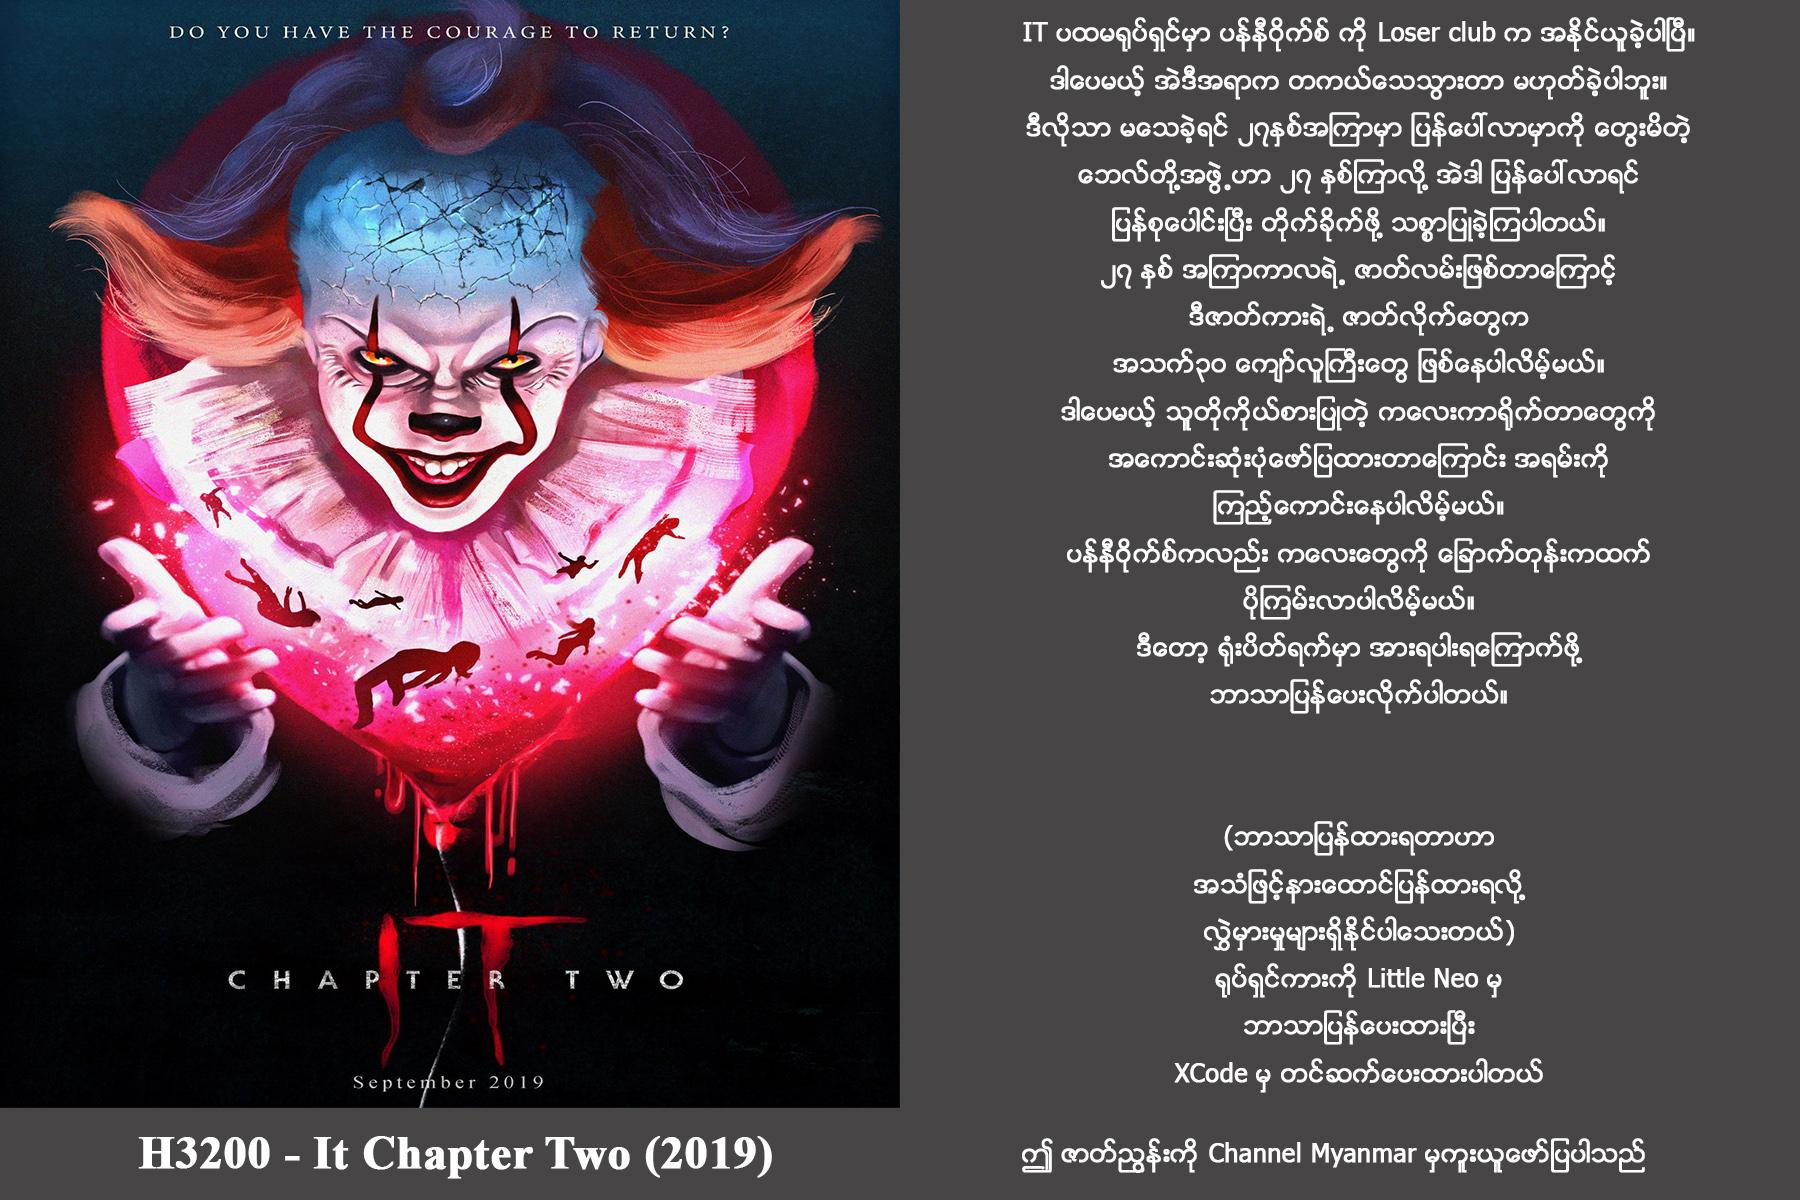 DO YOU HAVE THE COURAGE TO RETURN?
IT
CHAPTER TWO
September 2019
H3200 - It Chapter Two (2019)
IT ပထမရုပ်ရှင်မှာ ပန်နီဝိုက်စ် ကို Loser club က အနိုင်ယူခဲ့ပါပြီ။
ဒါပေမယ့် အဲဒီအရာက တကယ်သေသွားတာ မဟုတ်ခဲ့ပါဘူး။
ဒီလိုသာ မသေခဲ့ရင် ၂၇နှစ်အကြာမှာ ပြန်ပေါ်လာမှာကို တွေးမိတဲ့
ဘေလ်တို့အဖွဲ့ဟာ ၂၇ နှစ်ကြာလို့ အဲဒါ ပြန်ပေါ်လာရင်
ပြန်စုပေါင်းပြီး တိုက်ခိုက်ဖို့ သစ္စာပြုခဲ့ကြပါတယ်။
၂၇ နှစ် အကြာကာလရဲ့ ဇာတ်လမ်းဖြစ်တာကြောင့်
ဒီဇာတ်ကားရဲ့ ဇာတ်လိုက်တွေက
အသက်၃၀ ကျော်လူကြီးတွေ ဖြစ်နေပါလိမ့်မယ်။
ဒါပေမယ့် သူတိုကိုယ်စားပြုတဲ့ ကလေးကာရိုက်တာတွေကို
အကောင်းဆုံးပုံဖော်ပြထားတာကြောင်း အရမ်းကို
ကြည့်ကောင်းနေပါလိမ့်မယ်။
ပန်နီဝိုက်စ်ကလည်း ကလေးတွေကို ခြောက်တုန်းကထက်
ပိုကြမ်းလာပါလိမ့်မယ်။
ဒီတော့ ရုံးပိတ်ရက်မှာ အားရပါးရကြောက်ဖို့
ဘာသာပြန်ပေးလိုက်ပါတယ်။
(ဘာသာပြန်ထားရတာဟာ
အသံဖြင့်နားထောင်ပြန်ထားရလို့
လွဲမှားမှုများရှိနိုင်ပါသေးတယ်)
ရုပ်ရှင်ကားကို Little Neo မှ
ဘာသာပြန်ပေးထားပြီး
XCode မှ တင်ဆက်ပေးထားပါတယ်
ဤ ဇာတ်ညွှန်းကို Channel Myanmar မှကူးယူဖော်ပြပါသည်